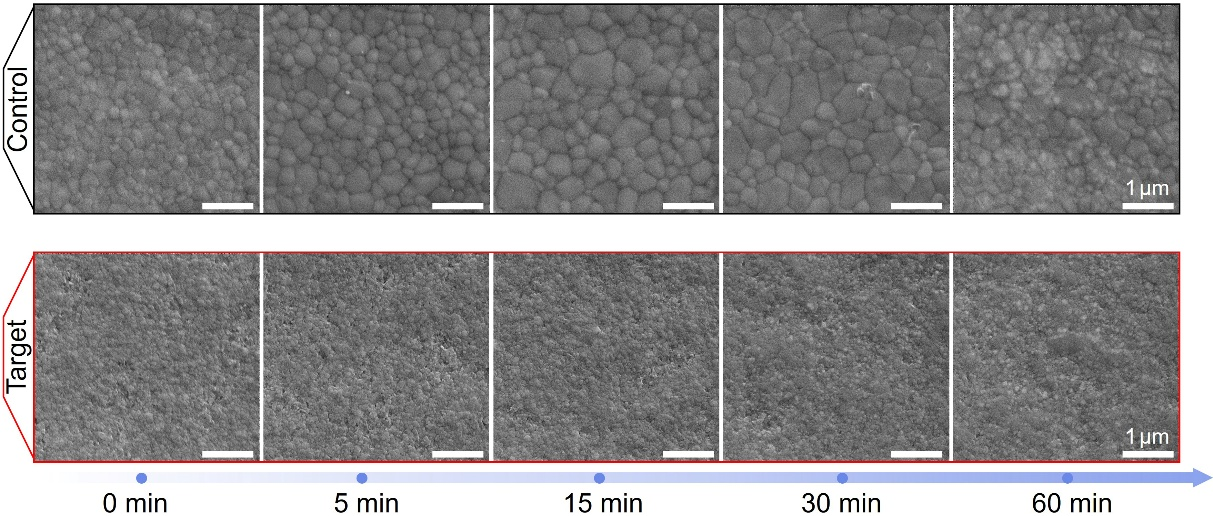 Control
1 μm
Target
1 μm
0 min
5 min
15 min
30 min
60 min